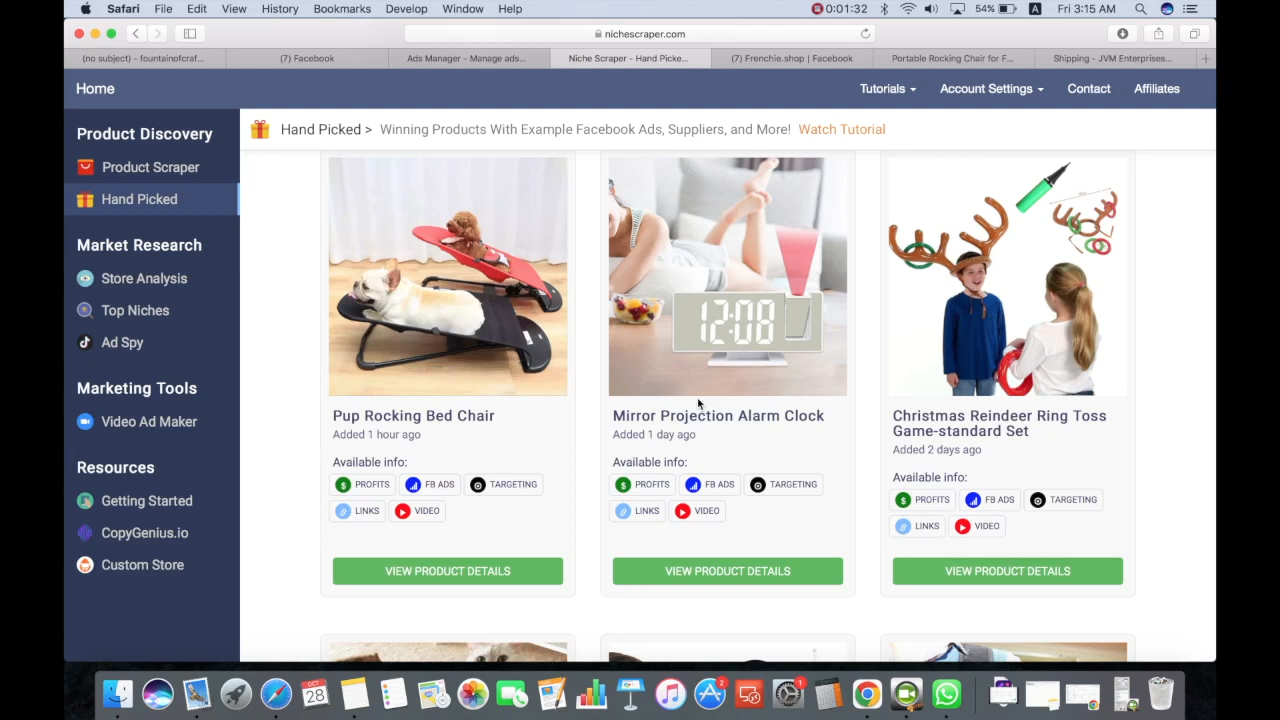 Safari File Edit View History Bookmarks Develop Window Help 0:01:32 54% A Fri 3:15 AM
nichescraper.com
(no subject) - fountainofcraf... (7) Facebook Ads Manager - Manage ads... Niche Scraper - Hand Picke... (7) Frenchie.shop | Facebook Portable Rocking Chair for F... Shipping - JVM Enterprises...
Home Tutorials Account Settings Contact Affiliates
Product Discovery
Product Scraper
Hand Picked
Market Research
Store Analysis
Top Niches
Ad Spy
Marketing Tools
Video Ad Maker
Resources
Getting Started
CopyGenius.io
Custom Store
Hand Picked > Winning Products With Example Facebook Ads, Suppliers, and More! Watch Tutorial
Pup Rocking Bed Chair
Added 1 hour ago
Available info:
PROFITS FB ADS TARGETING
LINKS VIDEO
VIEW PRODUCT DETAILS
12:08
Mirror Projection Alarm Clock
Added 1 day ago
Available info:
PROFITS FB ADS TARGETING
LINKS VIDEO
VIEW PRODUCT DETAILS
Christmas Reindeer Ring Toss
Game-standard Set
Added 2 days ago
Available info:
PROFITS FB ADS TARGETING
LINKS VIDEO
VIEW PRODUCT DETAILS
OCT
28
2
1